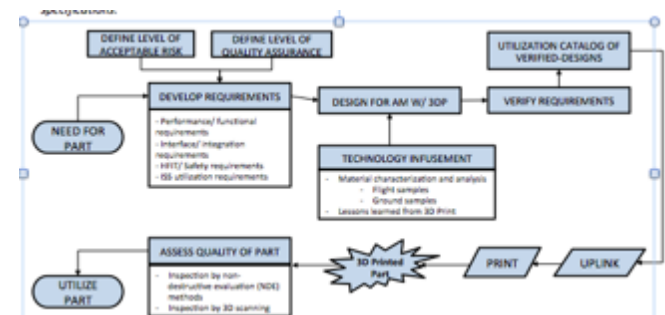 specifications.
DEFINE LEVEL OF
ACCEPTABLE RISK
DEFINE LEVEL OF
QUALITY ASSURANCE
UTILIZATION CATALOG OF
VERIFIED-DESIGNS
DEVELOP REQUIREMENTS
DESIGN FOR AM W/ 3DP
VERIFY REQUIREMENTS
NEED FOR
PART
- Performance/ functional
requirements
- Interface/ integration
requirements
- HFIT/ Safety requirements
- ISS utilization requirements
TECHNOLOGY INFUSEMENT
- Material characterization and analysis
- Flight samples
- Ground samples
- Lessons learned from 3D Print
ASSESS QUALITY OF PART
3D Printed
Part
PRINT
UPLINK
UTILIZE
PART
- Inspection by non-
destructive evaluation (NDE)
methods
- Inspection by 3D scanning